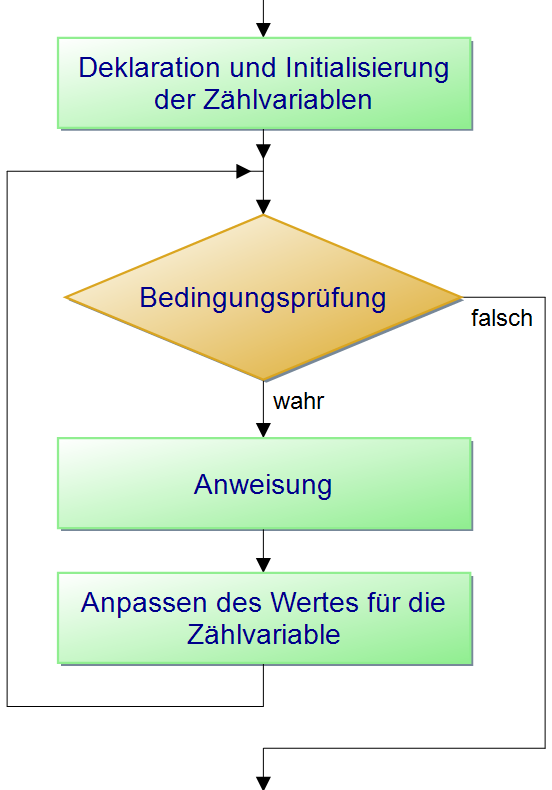 Deklaration und Initialisierung
der Zählvariablen
Bedingungsprüfung
falsch
wahr
Anweisung
Anpassen des Wertes für die
Zählvariable